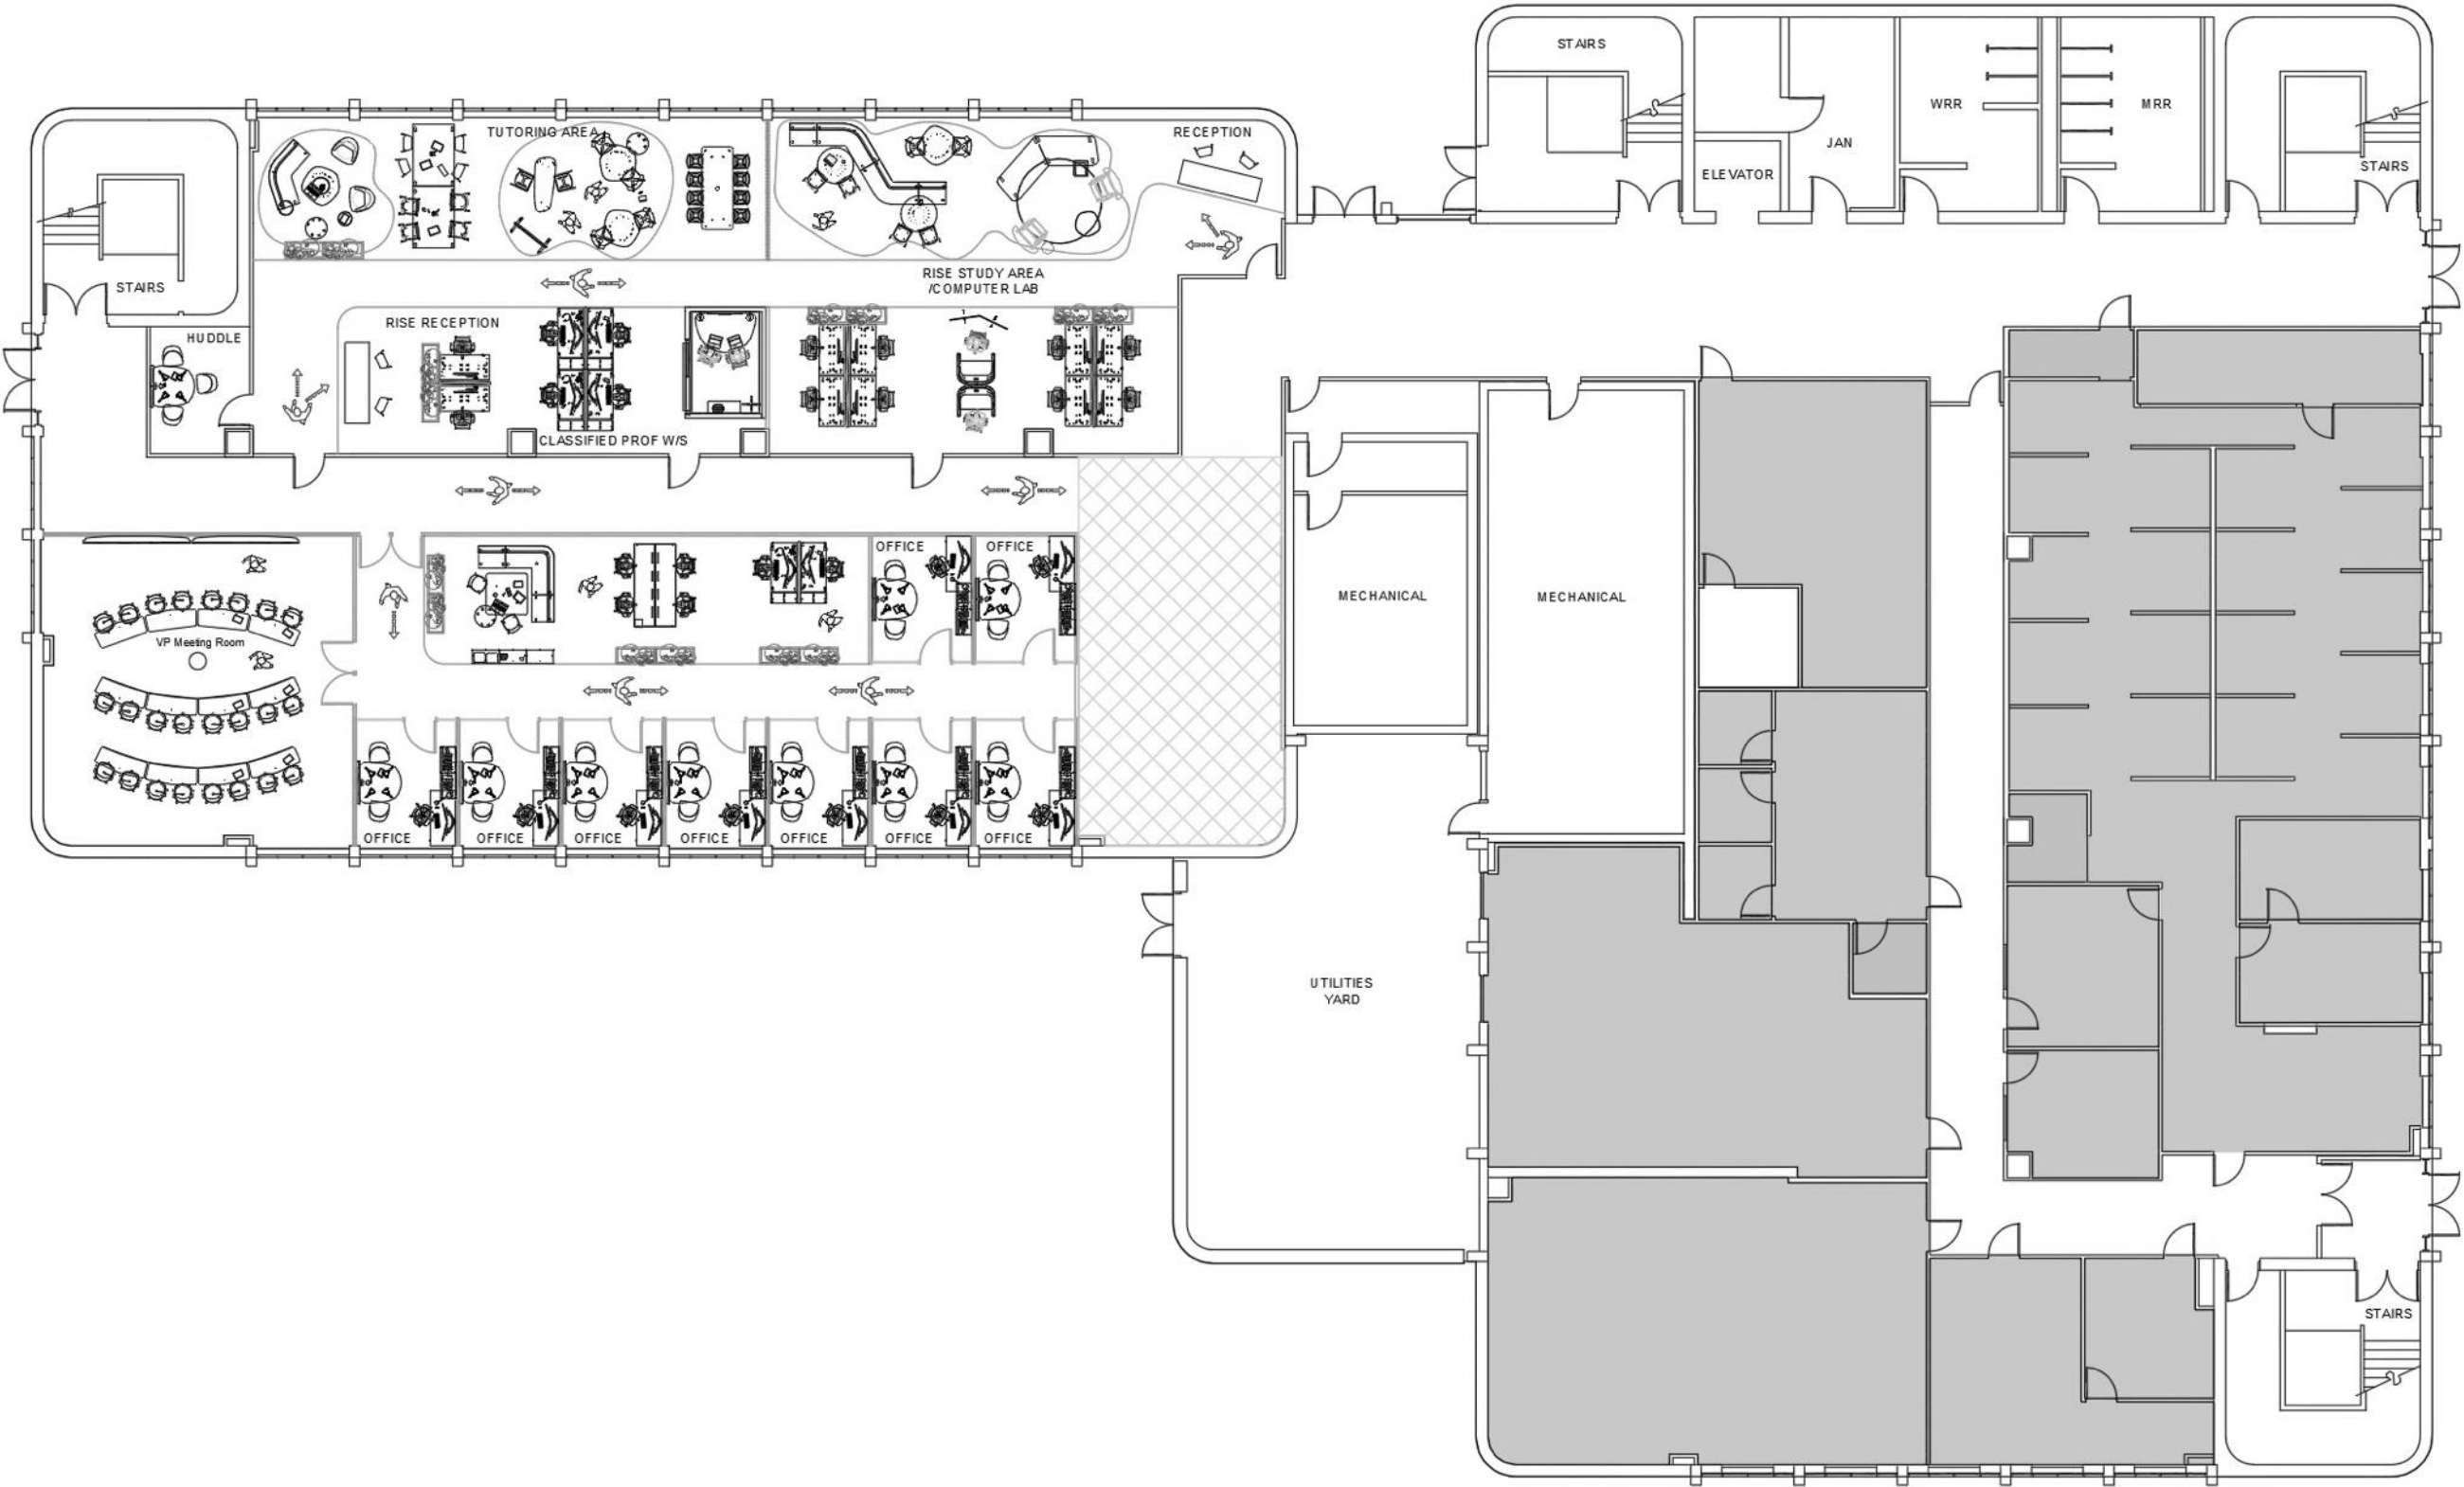 STAIRS
WRR
MRR
JAN
ELEVATOR
STAIRS
TUTORING AREA
RECEPTION
STAIRS
RISE STUDY AREA
/COMPUTER LAB
RISE RECEPTION
HUDDLE
CLASSIFIED PROF W/S
OFFICE
OFFICE
MECHANICAL
MECHANICAL
VP Meeting Room
OFFICE
OFFICE
OFFICE
OFFICE
OFFICE
OFFICE
OFFICE
UTILITIES
YARD
STAIRS